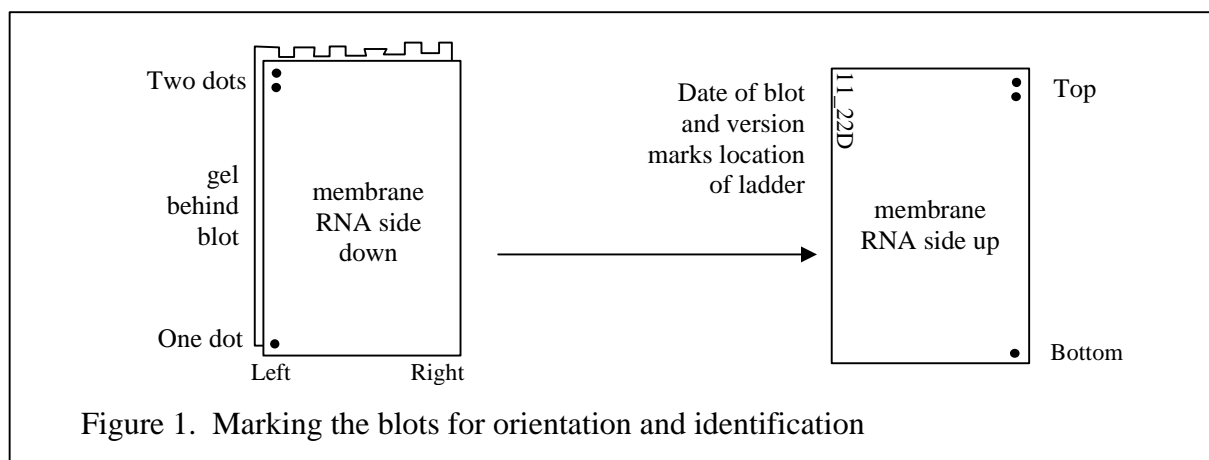 Two dots
gel
behind
blot
One dot
membrane
RNA side
down
Left
Right
Date of blot
and version
marks location
of ladder
11_22D
membrane
RNA side up
Top
Bottom
Figure 1. Marking the blots for orientation and identification